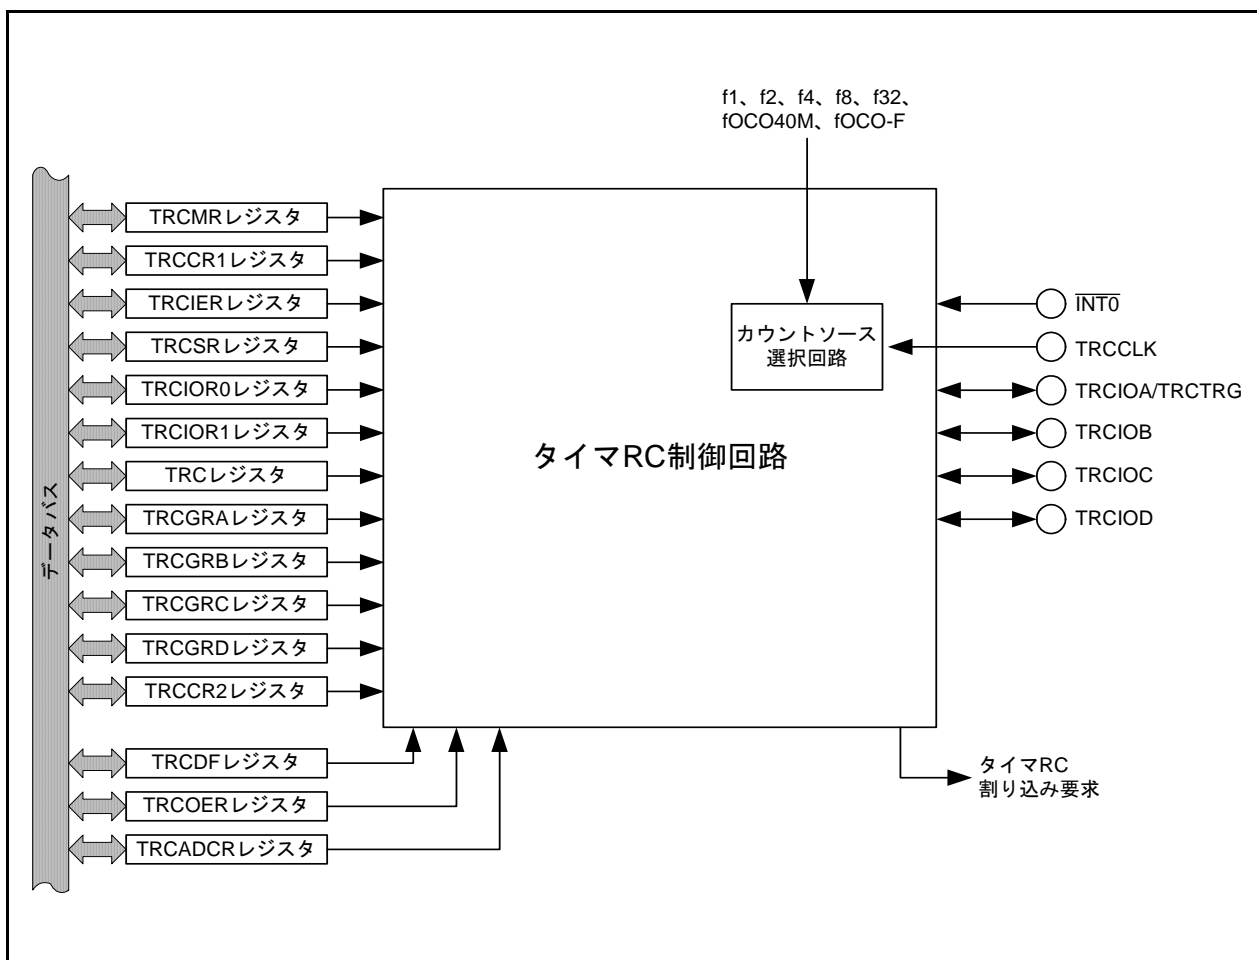 f1、f2、f4、f8、f32、
fOCO40M、fOCO-F
データバス
TRCMRレジスタ
TRCCR1レジスタ
TRCIERレジスタ
TRCSRレジスタ
TRCIOR0レジスタ
TRCIOR1レジスタ
TRCレジスタ
TRCGRAレジスタ
TRCGRBレジスタ
TRCGRCレジスタ
TRCGRDレジスタ
TRCCR2レジスタ
TRCDFレジスタ
TRCOERレジスタ
TRCADCRレジスタ
カウントソース
選択回路
タイマRC制御回路
INT0
TRCCLK
TRCIOA/TRCTRG
TRCIOB
TRCIOC
TRCIOD
タイマRC
割り込み要求